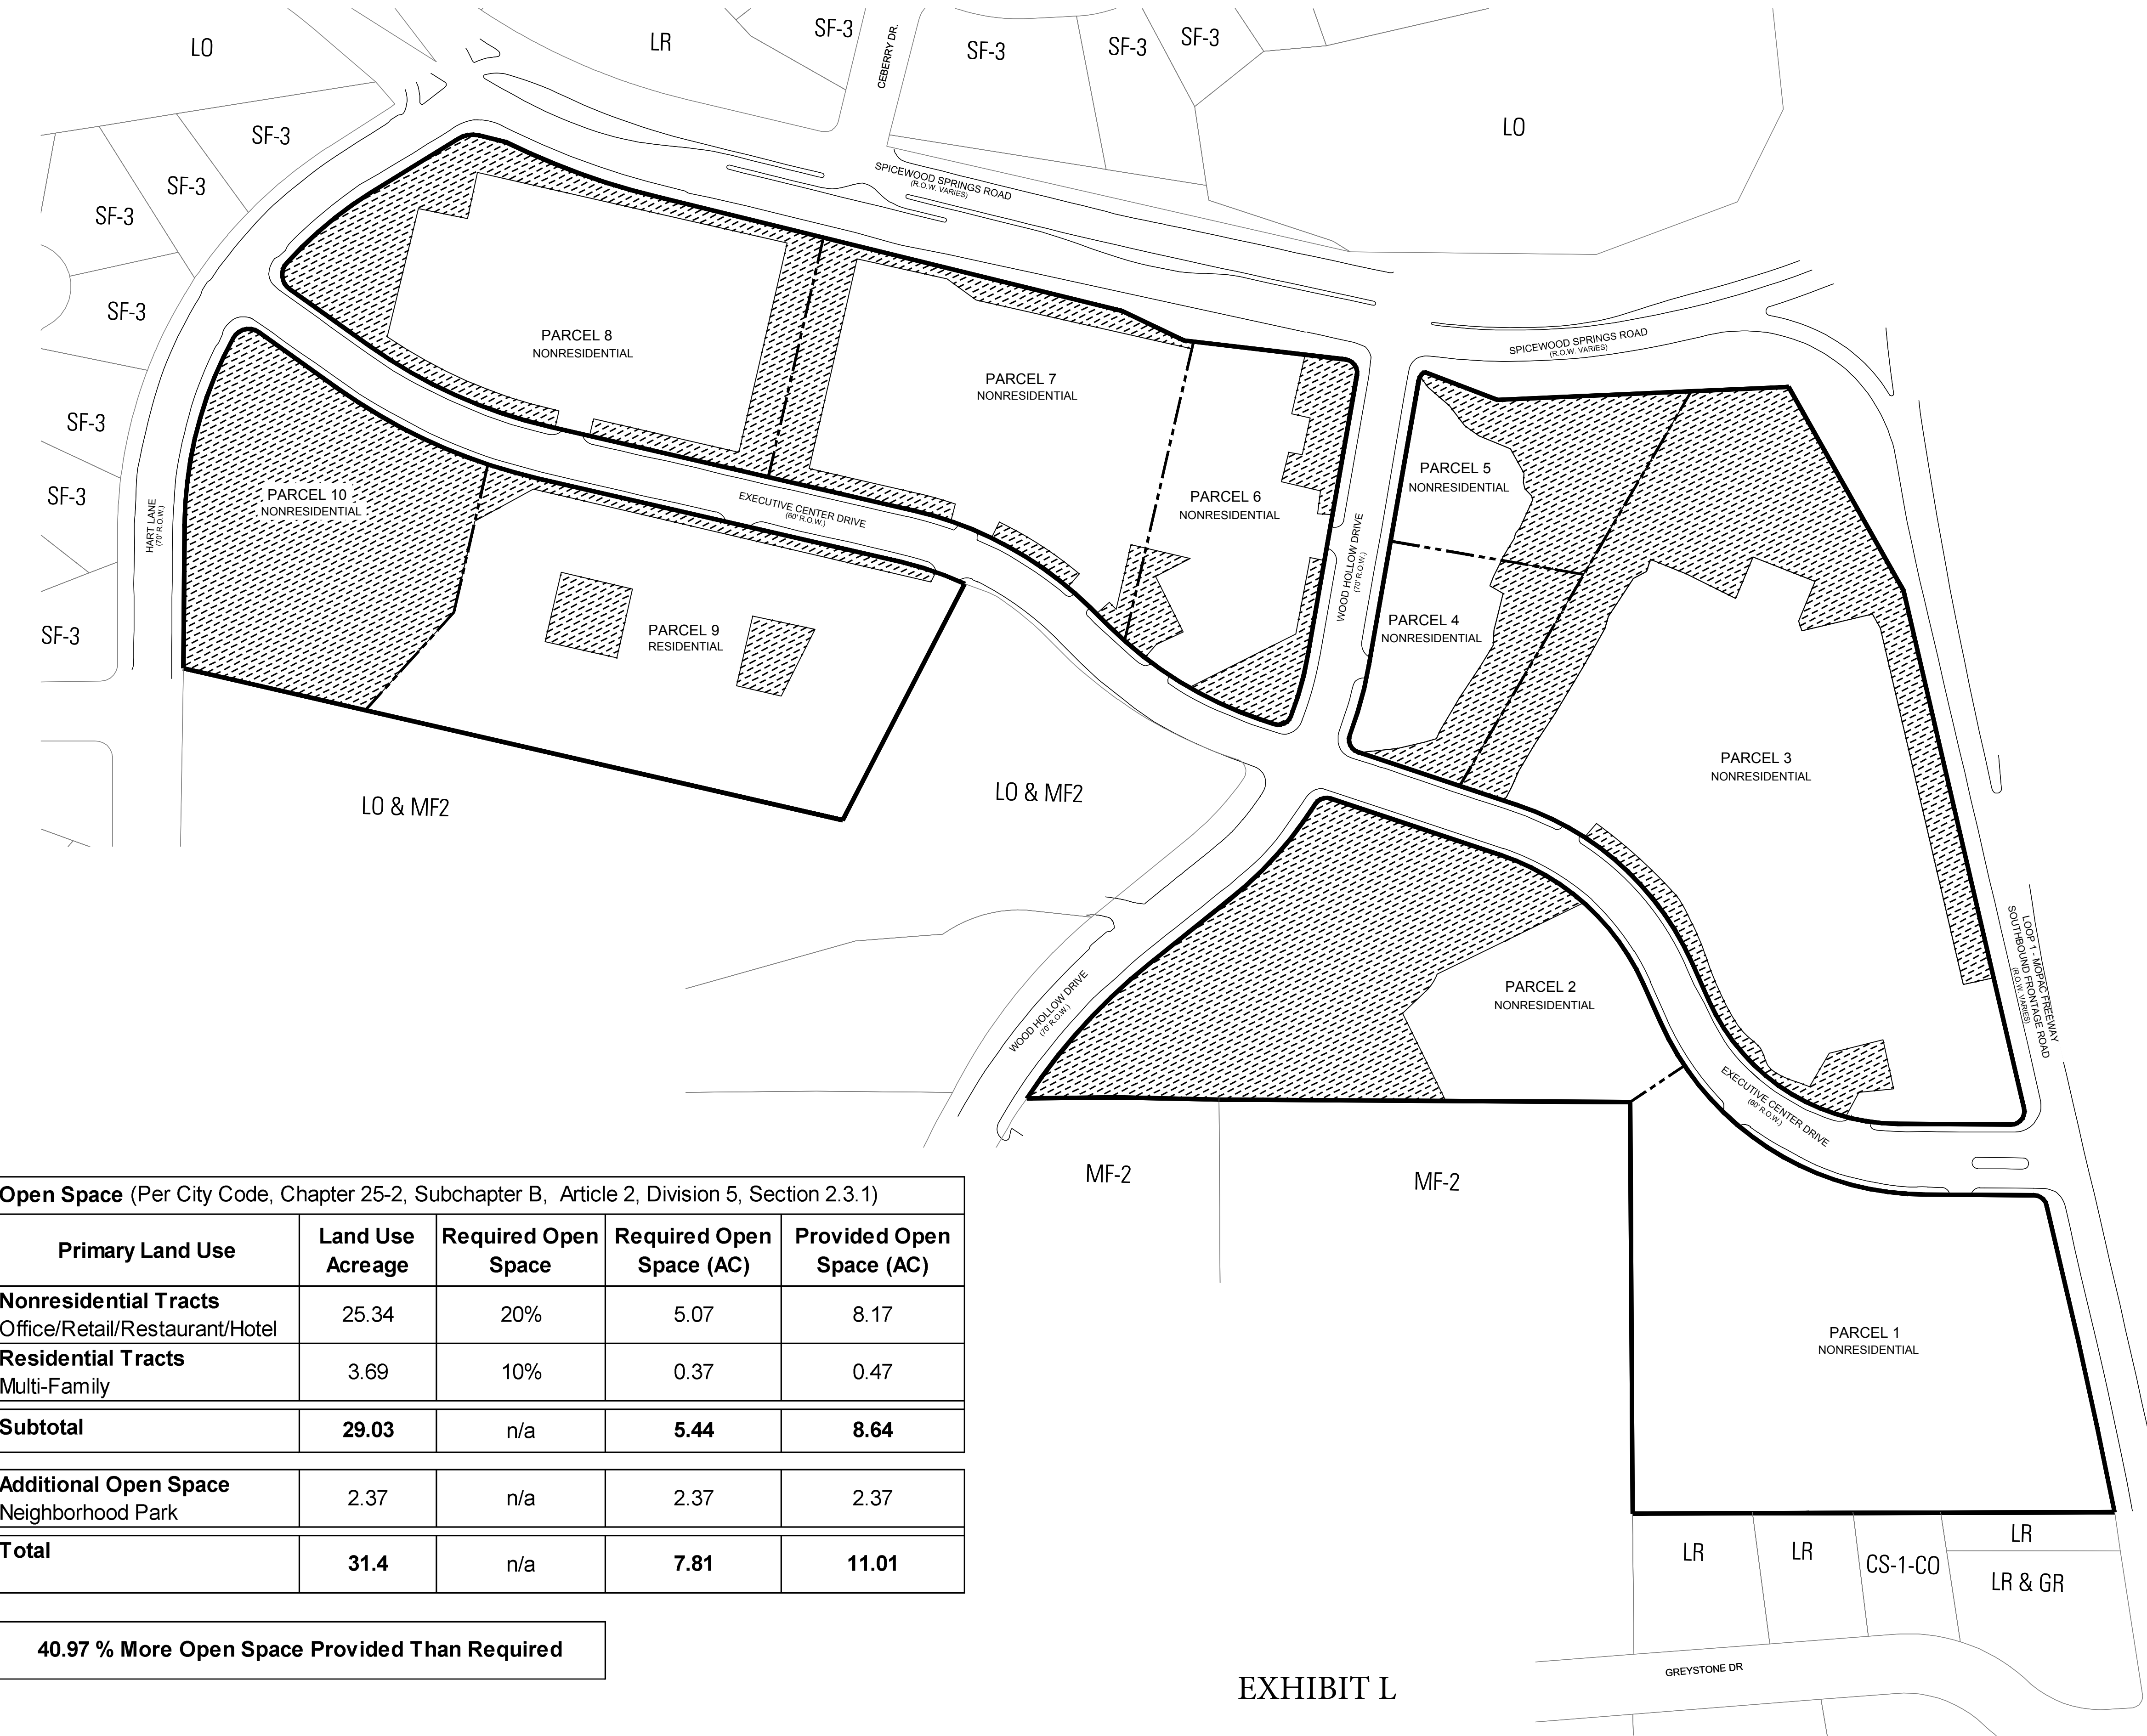 LO
LR
SF-3
CEBERRY DR.
SF-3
SF-3
SF-3
LO
SF-3
SF-3
SF-3
SF-3
SF-3
SF-3
SF-3
SPICEWOOD SPRINGS ROAD
(R.O.W. VARIES)
SPICEWOOD SPRINGS ROAD
(R.O.W. VARIES)
PARCEL 8
NONRESIDENTIAL
PARCEL 7
NONRESIDENTIAL
PARCEL 6
NONRESIDENTIAL
PARCEL 5
NONRESIDENTIAL
PARCEL 10
NONRESIDENTIAL
HART LANE
(70' R.O.W.)
EXECUTIVE CENTER DRIVE
(60' R.O.W.)
WOOD HOLLOW DRIVE
(70' R.O.W.)
PARCEL 4
NONRESIDENTIAL
PARCEL 9
RESIDENTIAL
PARCEL 3
NONRESIDENTIAL
LO & MF2
LO & MF2
PARCEL 2
NONRESIDENTIAL
WOOD HOLLOW DRIVE
(70' R.O.W.)
LOOP 1 - MOPAC FREEWAY
SOUTHBOUND FRONTAGE ROAD
(R.O.W. VARIES)
EXECUTIVE CENTER DRIVE
(60' R.O.W.)
MF-2
MF-2
PARCEL 1
NONRESIDENTIAL
LR
LR
CS-1-CO
LR
LR & GR
GREYSTONE DR
Open Space (Per City Code, Chapter 25-2, Subchapter B, Article 2, Division 5, Section 2.3.1)
Primary Land Use
Land Use
Acreage
Required Open
Space
Required Open
Space (AC)
Provided Open
Space (AC)
Nonresidential Tracts
Office/Retail/Restaurant/Hotel
25.34 20% 5.07 8.17
Residential Tracts
Multi-Family
3.69 10% 0.37 0.47
Subtotal 29.03 n/a 5.44 8.64
Additional Open Space
Neighborhood Park
2.37 n/a 2.37 2.37
Total 31.4 n/a 7.81 11.01
40.97 % More Open Space Provided Than Required
EXHIBIT L